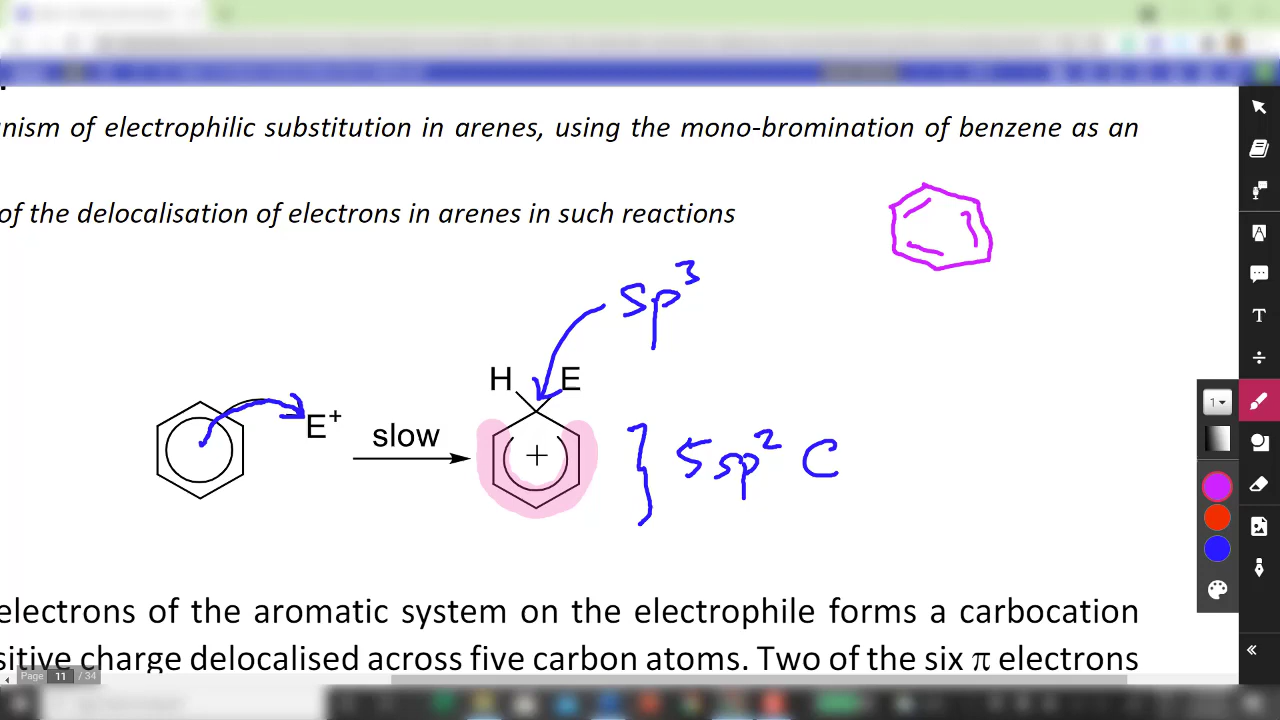 nism of electrophilic substitution in arenes, using the mono-bromination of benzene as an
of the delocalisation of electrons in arenes in such reactions
sp³
H E
E⁺
slow
+
} 5sp² C
electrons of the aromatic system on the electrophile forms a carbocation
sitive charge delocalised across five carbon atoms. Two of the six π electrons
Page 11 / 34
T
1